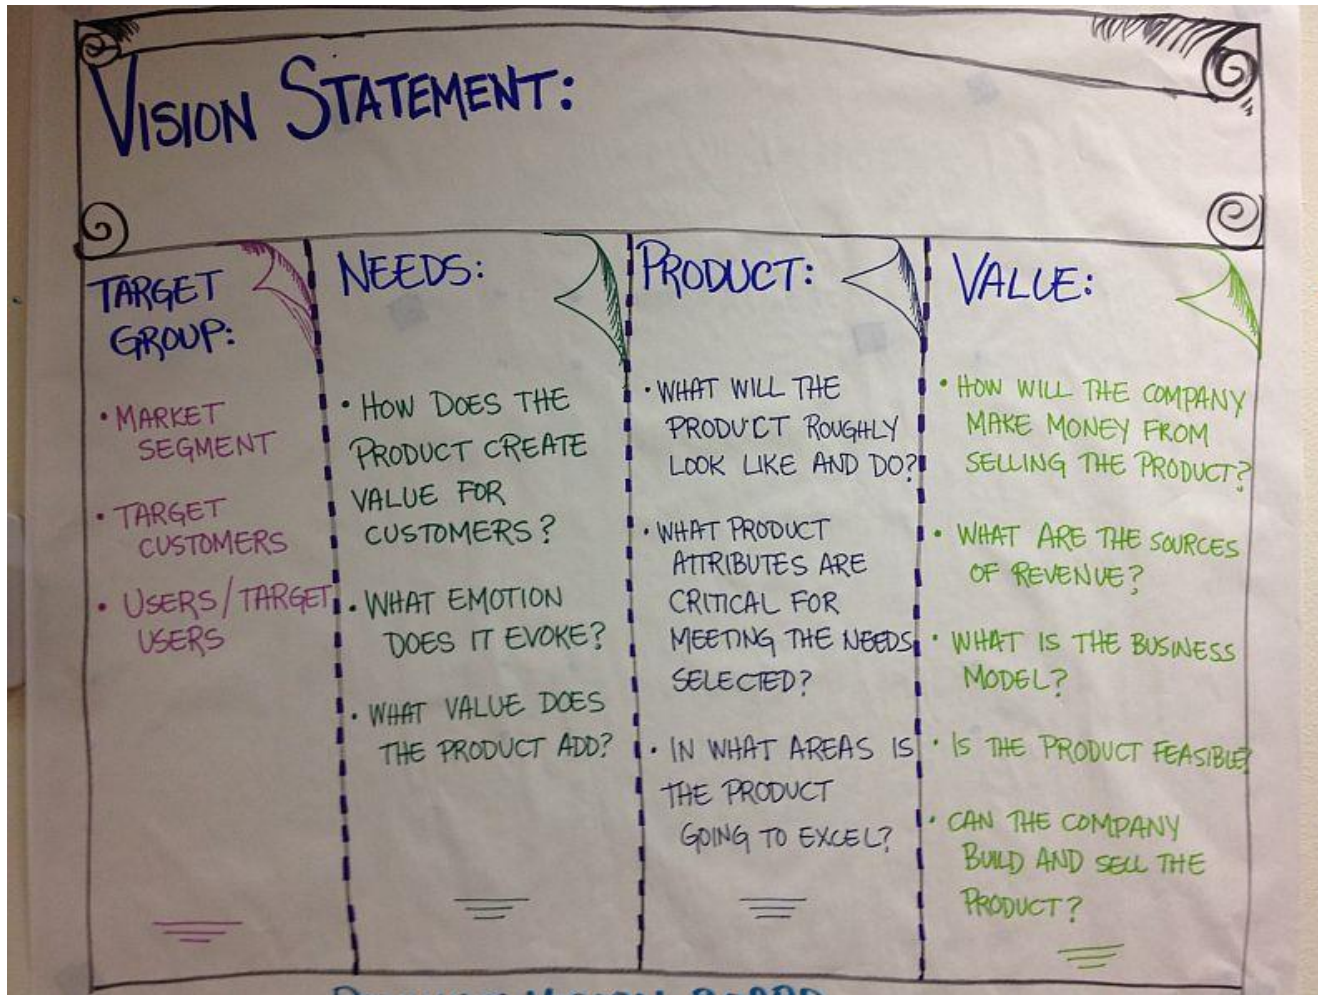 VISION STATEMENT:
TARGET
GROUP:
• MARKET
SEGMENT
• TARGET
CUSTOMERS
• USERS/TARGET
USERS
NEEDS:
• HOW DOES THE
PRODUCT CREATE
VALUE FOR
CUSTOMERS?
• WHAT EMOTION
DOES IT EVOKE?
• WHAT VALUE DOES
THE PRODUCT ADD?
PRODUCT:
• WHAT WILL THE
PRODUCT ROUGHLY
LOOK LIKE AND DO?
• WHAT PRODUCT
ATTRIBUTES ARE
CRITICAL FOR
MEETING THE NEEDS
SELECTED?
• IN WHAT AREAS IS
THE PRODUCT
GOING TO EXCEL?
VALUE:
• HOW WILL THE COMPANY
MAKE MONEY FROM
SELLING THE PRODUCT?
• WHAT ARE THE SOURCES
OF REVENUE?
• WHAT IS THE BUSINESS
MODEL?
• IS THE PRODUCT FEASIBLE?
• CAN THE COMPANY
BUILD AND SELL THE
PRODUCT?